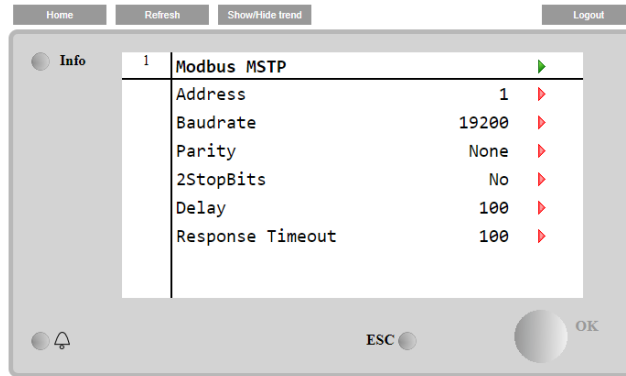 Home Refresh Show/Hide trend Logout
Info
1 Modbus MSTP
Address 1
Baudrate 19200
Parity None
2StopBits No
Delay 100
Response Timeout 100
ESC OK